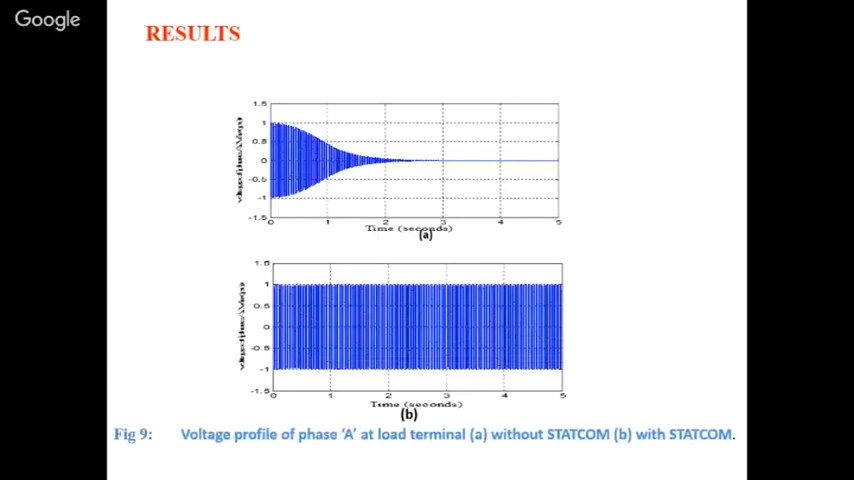 Google
RESULTS
1.5
1
0.5
0
-0.5
-1
-1.5
0 1 2 3 4 5
Time (seconds)
(a)
1.5
1
0.5
0
-0.5
-1
-1.5
0 1 2 3 4 5
Time (seconds)
(b)
Fig 9: Voltage profile of phase ‘A’ at load terminal (a) without STATCOM (b) with STATCOM.